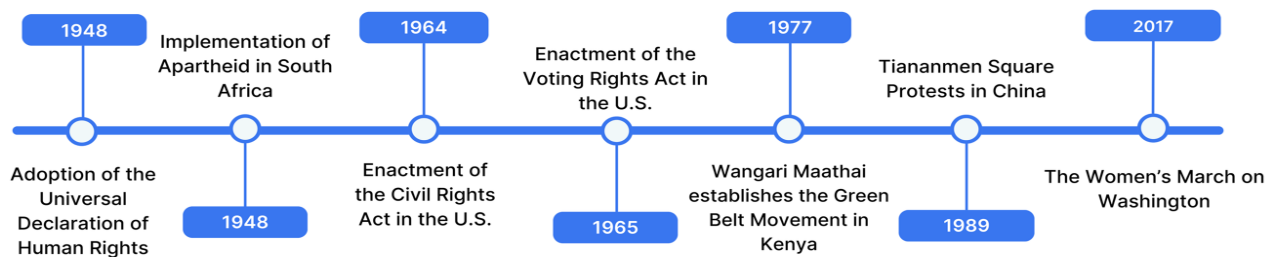 1948
Adoption of the
Universal
Declaration of
Human Rights
Implementation of
Apartheid in South
Africa
1948
1964
Enactment of
the Civil Rights
Act in the U.S.
Enactment of the
Voting Rights Act in
the U.S.
1965
1977
Wangari Maathai
establishes the Green
Belt Movement in
Kenya
Tiananmen Square
Protests in China
1989
2017
The Women’s March on
Washington